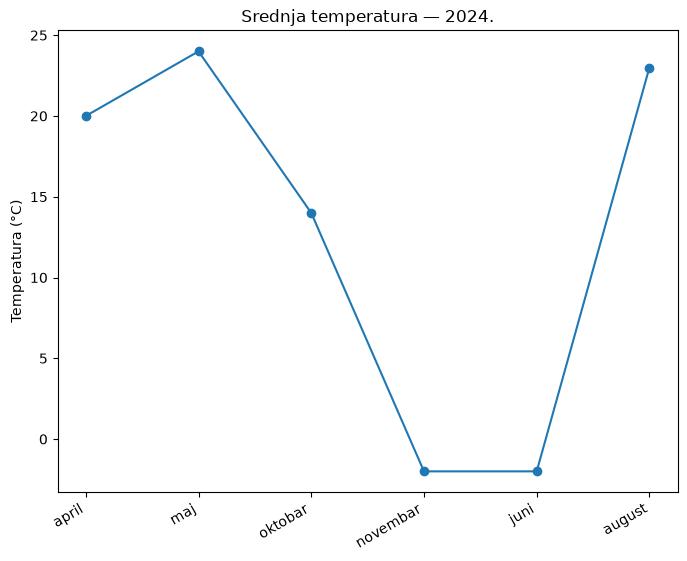 Srednja temperatura — 2024.
Temperatura (°C)
25
20
15
10
5
0
april
maj
oktobar
novembar
juni
august